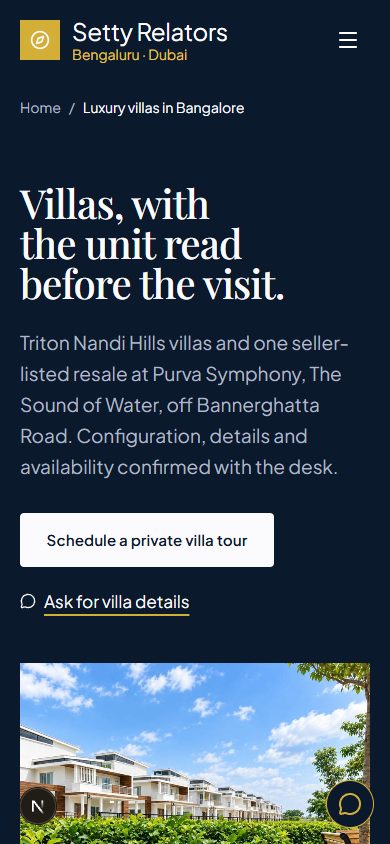 Setty Relators
Bengaluru · Dubai
Home / Luxury villas in Bangalore
Villas, with
the unit read
before the visit.
Triton Nandi Hills villas and one seller-
listed resale at Purva Symphony, The
Sound of Water, off Bannerghatta
Road. Configuration, details and
availability confirmed with the desk.
Schedule a private villa tour
Ask for villa details
N